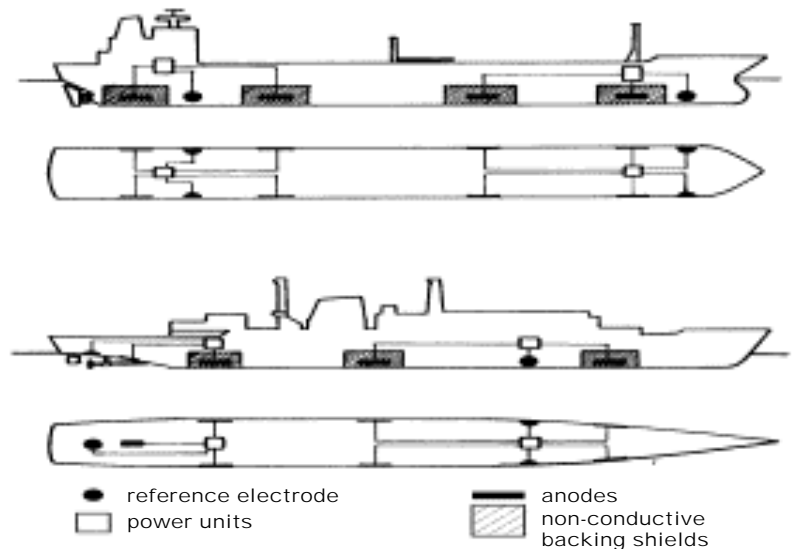 reference electrode
power units
anodes
non-conductive
backing shields